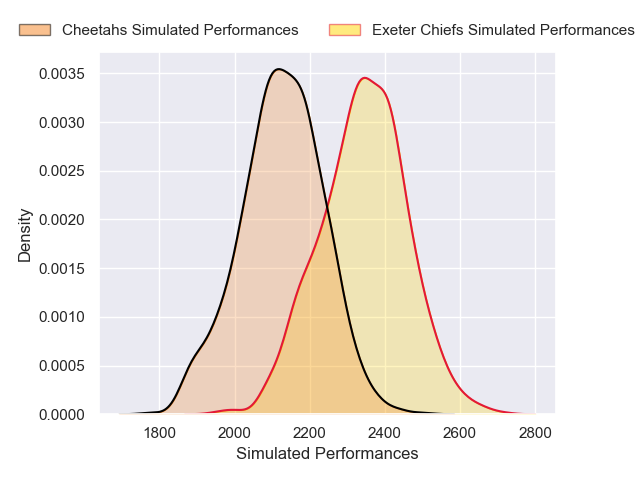 Cheetahs Simulated Performances Exeter Chiefs Simulated Performances
0.0035
0.0030
0.0025
0.0020
0.0015
0.0010
0.0005
0.0000
Density
1800 2000 2200 2400 2600 2800
Simulated Performances